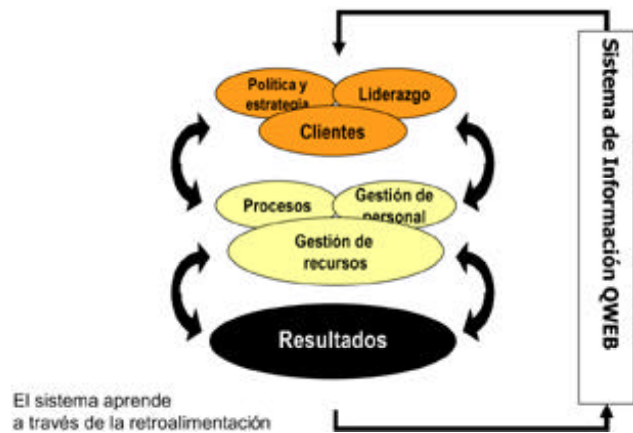 Política y
estrategia
Liderazgo
Clientes
Procesos
Gestión de
personal
Gestión de
recursos
Resultados
Sistema de Información QWEB
El sistema aprende
a través de la retroalimentación